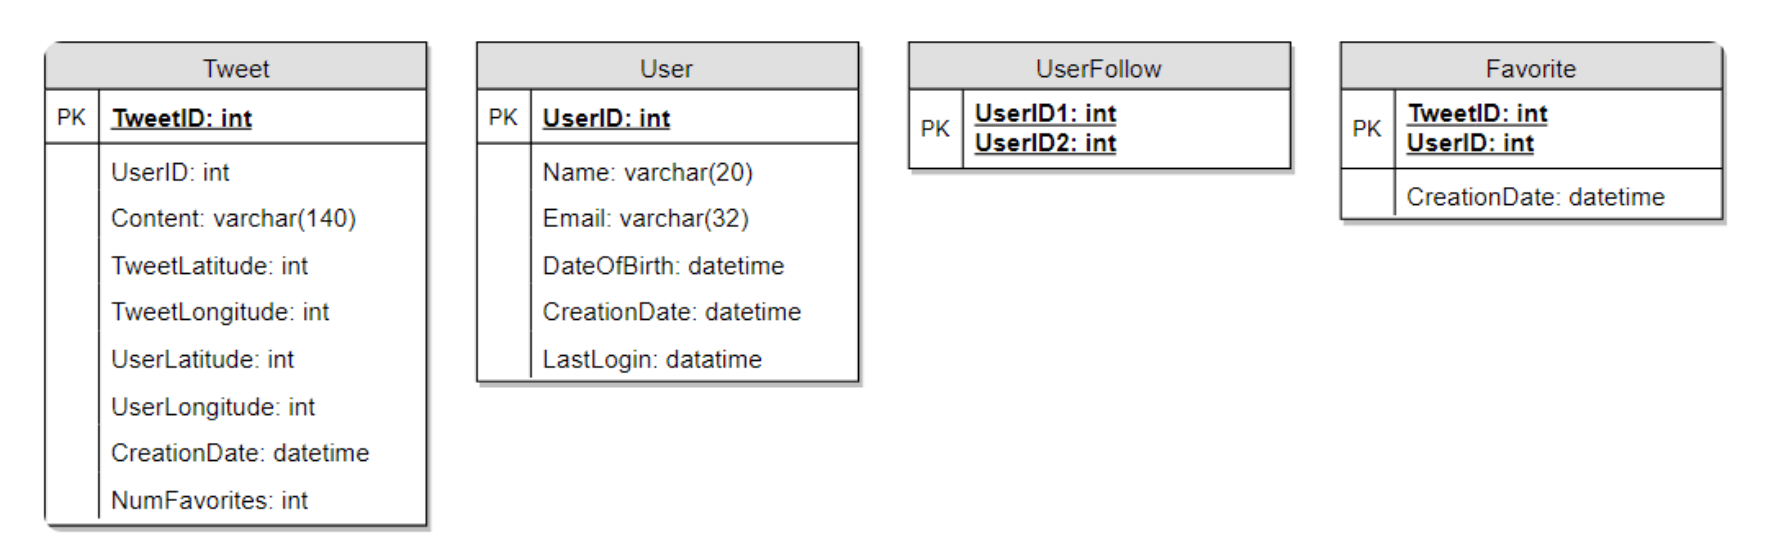 Tweet
PK TweetID: int
UserID: int
Content: varchar(140)
TweetLatitude: int
TweetLongitude: int
UserLatitude: int
UserLongitude: int
CreationDate: datetime
NumFavorites: int
User
PK UserID: int
Name: varchar(20)
Email: varchar(32)
DateOfBirth: datetime
CreationDate: datetime
LastLogin: datatime
UserFollow
PK UserID1: int
UserID2: int
Favorite
PK TweetID: int
UserID: int
CreationDate: datetime